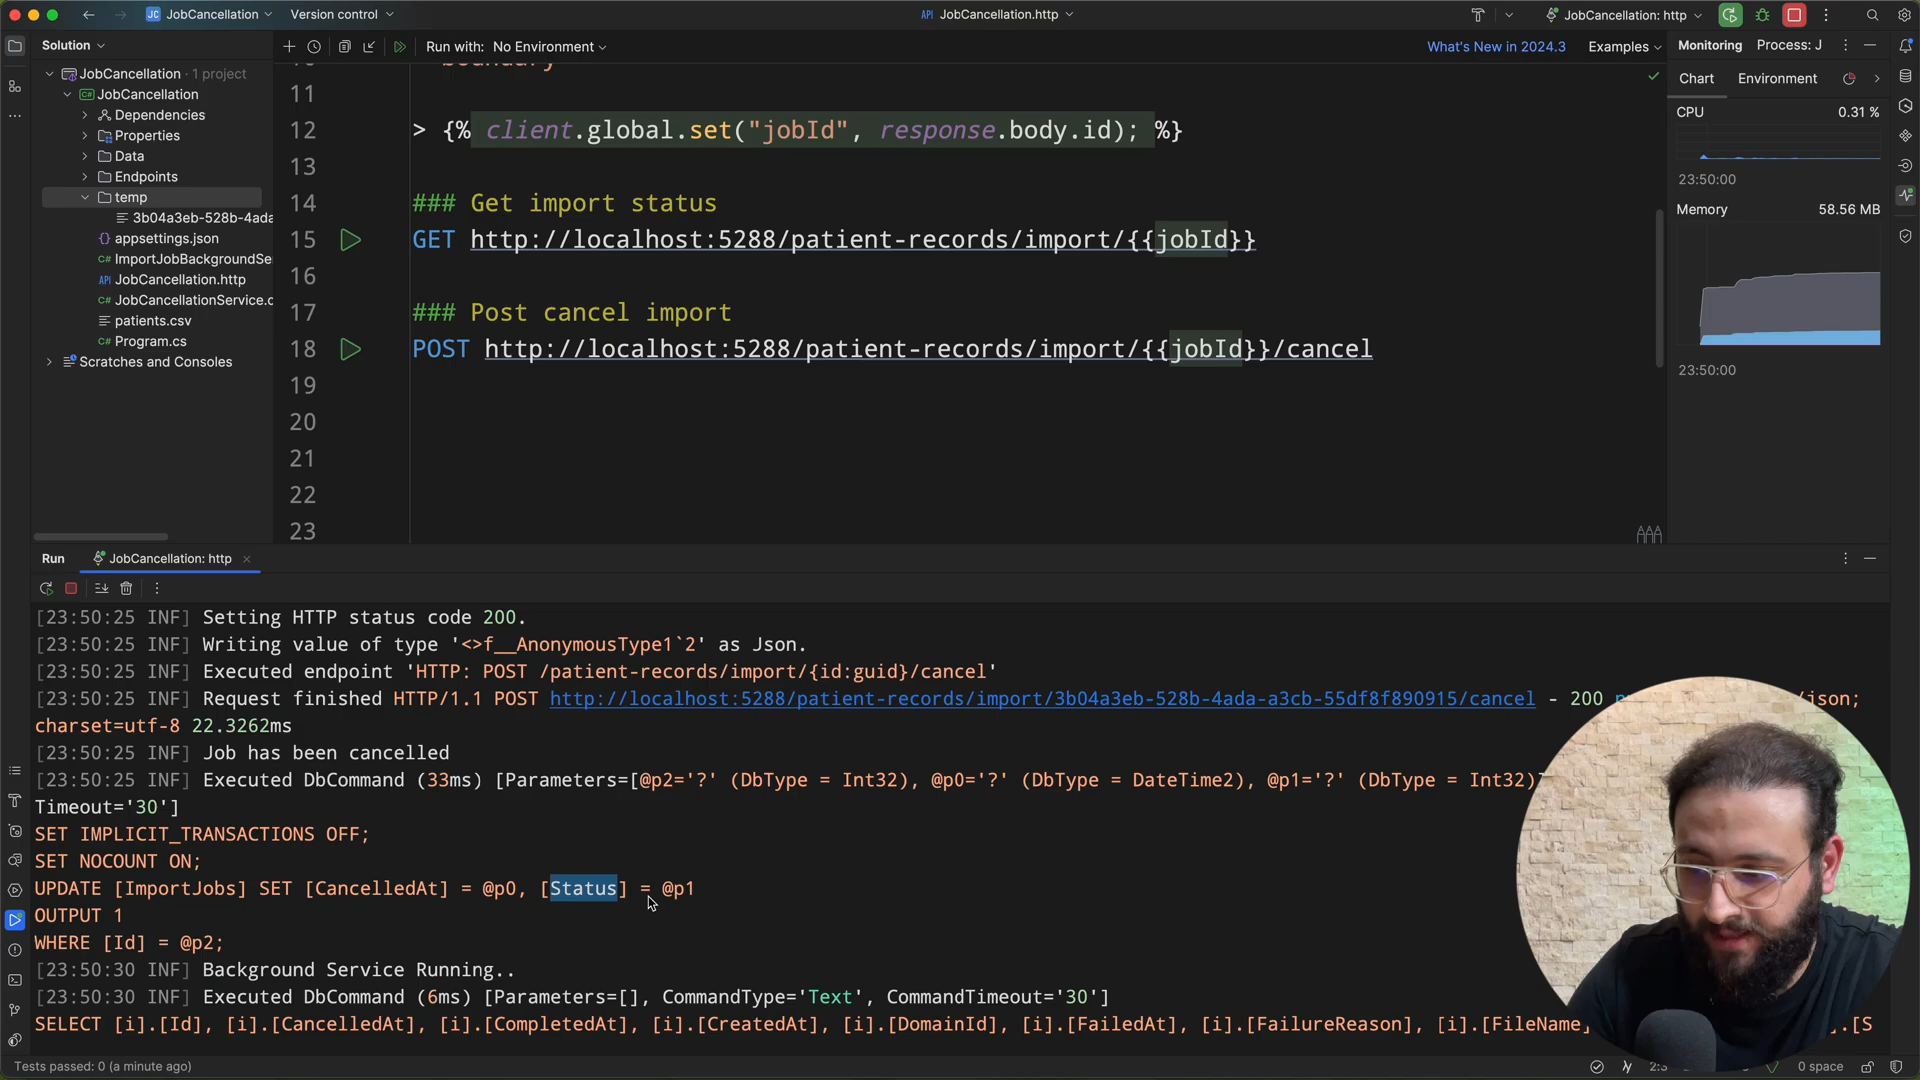 JC JobCancellation
Version control
API JobCancellation.http
JobCancellation: http
Solution
Run with: No Environment
What's New in 2024.3
Examples
Monitoring
Process: J
JobCancellation · 1 project
JobCancellation
Dependencies
Properties
Data
Endpoints
temp
3b04a3eb-528b-4ada
appsettings.json
ImportJobBackgroundSe
JobCancellation.http
JobCancellationService.c
patients.csv
Program.cs
Scratches and Consoles
boundary
11
12 > {% client.global.set("jobId", response.body.id); %}
13
14 ### Get import status
15 GET http://localhost:5288/patient-records/import/{{jobId}}
16
17 ### Post cancel import
18 POST http://localhost:5288/patient-records/import/{{jobId}}/cancel
19
20
21
22
23
Chart
Environment
CPU 0.31 %
23:50:00
Memory 58.56 MB
23:50:00
Run
JobCancellation: http
[23:50:25 INF] Setting HTTP status code 200.
[23:50:25 INF] Writing value of type '<>f__AnonymousType1`2' as Json.
[23:50:25 INF] Executed endpoint 'HTTP: POST /patient-records/import/{id:guid}/cancel'
[23:50:25 INF] Request finished HTTP/1.1 POST http://localhost:5288/patient-records/import/3b04a3eb-528b-4ada-a3cb-55df8f890915/cancel - 200 json;
charset=utf-8 22.3262ms
[23:50:25 INF] Job has been cancelled
[23:50:25 INF] Executed DbCommand (33ms) [Parameters=[@p2='?' (DbType = Int32), @p0='?' (DbType = DateTime2), @p1='?' (DbType = Int32)
Timeout='30']
SET IMPLICIT_TRANSACTIONS OFF;
SET NOCOUNT ON;
UPDATE [ImportJobs] SET [CancelledAt] = @p0, [Status] = @p1
OUTPUT 1
WHERE [Id] = @p2;
[23:50:30 INF] Background Service Running..
[23:50:30 INF] Executed DbCommand (6ms) [Parameters=[], CommandType='Text', CommandTimeout='30']
SELECT [i].[Id], [i].[CancelledAt], [i].[CompletedAt], [i].[CreatedAt], [i].[DomainId], [i].[FailedAt], [i].[FailureReason], [i].[FileName] .[S
Tests passed: 0 (a minute ago)
0 space